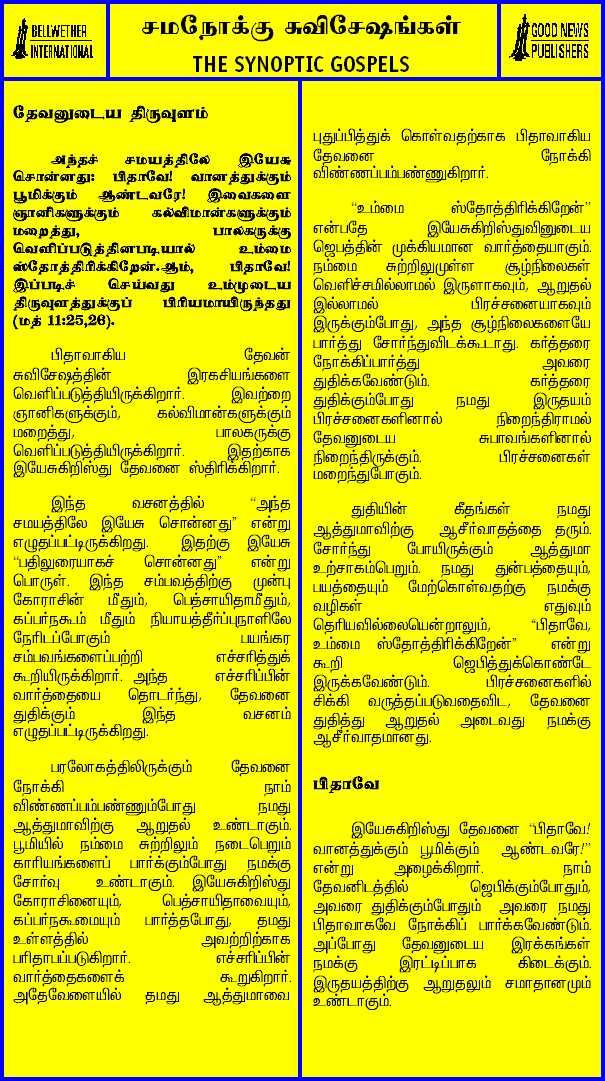 BELLWETHER
INTERNATIONAL
சமநோக்கு சுவிசேஷங்கள்
THE SYNOPTIC GOSPELS
GOOD NEWS
PUBLISHERS
தேவனுடைய திருவுளம்
அந்தச் சமயத்திலே இயேசு
சொன்னது: பிதாவே! வானத்துக்கும்
பூமிக்கும் ஆண்டவரே! இவைகளை
ஞானிகளுக்கும் கல்விமான்களுக்கும்
மறைத்து, பாலகருக்கு
வெளிப்படுத்தினபடியால் உம்மை
ஸ்தோத்திரிக்கிறேன்.ஆம், பிதாவே!
இப்படிச் செய்வது உம்முடைய
திருவுளத்துக்குப் பிரியமாயிருந்தது
(மத் 11:25,26).
பிதாவாகிய தேவன்
சுவிசேஷத்தின் இரகசியங்களை
வெளிப்படுத்தியிருக்கிறார். இவற்றை
ஞானிகளுக்கும், கல்விமான்களுக்கும்
மறைத்து, பாலகருக்கு
வெளிப்படுத்தியிருக்கிறார். இதற்காக
இயேசுகிறிஸ்து தேவனை ஸ்திரிக்கிறார்.
இந்த வசனத்தில் “அந்த
சமயத்திலே இயேசு சொன்னது” என்று
எழுதப்பட்டிருக்கிறது. இதற்கு இயேசு
“பதிலுரையாகச் சொன்னது” என்று
பொருள். இந்த சம்பவத்திற்கு முன்பு
கோராசின் மீதும், பெத்சாயிதாமீதும்,
கப்பர்நகூம் மீதும் நியாயத்தீர்ப்புநாளிலே
நேரிடப்போகும் பயங்கர
சம்பவங்களைப்பற்றி எச்சரித்துக்
கூறியிருக்கிறார். அந்த எச்சரிப்பின்
வார்த்தையை தொடர்ந்து, தேவனை
துதிக்கும் இந்த வசனம்
எழுதப்பட்டிருக்கிறது.
பரலோகத்திலிருக்கும் தேவனை
நோக்கி நாம்
விண்ணப்பம்பண்ணும்போது நமது
ஆத்துமாவிற்கு ஆறுதல் உண்டாகும்.
பூமியில் நம்மை சுற்றிலும் நடைபெறும்
காரியங்களைப் பார்க்கும்போது நமக்கு
சோர்வு உண்டாகும். இயேசுகிறிஸ்து
கோராசினையும், பெத்சாயிதாவையும்,
கப்பர்நகூமையும் பார்த்தபோது, தமது
உள்ளத்தில் அவற்றிற்காக
பரிதாபப்படுகிறார். எச்சரிப்பின்
வார்த்தைகளைக் கூறுகிறார்.
அதேவேளையில் தமது ஆத்துமாவை
புதுப்பித்துக் கொள்வதற்காக பிதாவாகிய
தேவனை நோக்கி
விண்ணப்பம்பண்ணுகிறார்.
“உம்மை ஸ்தோத்திரிக்கிறேன்”
என்பதே இயேசுகிறிஸ்துவினுடைய
ஜெபத்தின் முக்கியமான வார்த்தையாகும்.
நம்மை சுற்றிலுமுள்ள சூழ்நிலைகள்
வெளிச்சமில்லாமல் இருளாகவும், ஆறுதல்
இல்லாமல் பிரச்சனையாகவும்
இருக்கும்போது, அந்த சூழ்நிலைகளையே
பார்த்து சோர்ந்துவிடக்கூடாது. கர்த்தரை
நோக்கிப்பார்த்து அவரை
துதிக்கவேண்டும். கர்த்தரை
துதிக்கும்போது நமது இருதயம்
பிரச்சனைகளினால் நிறைந்திராமல்
தேவனுடைய சுபாவங்களினால்
நிறைந்திருக்கும். பிரச்சனைகள்
மறைந்துபோகும்.
துதியின் கீதங்கள் நமது
ஆத்துமாவிற்கு ஆசீர்வாதத்தை தரும்.
சோர்ந்து போயிருக்கும் ஆத்துமா
உற்சாகம்பெறும். நமது துன்பத்தையும்,
பயத்தையும் மேற்கொள்வதற்கு நமக்கு
வழிகள் எதுவும்
தெரியவில்லையென்றாலும், “பிதாவே,
உம்மை ஸ்தோத்திரிக்கிறேன்” என்று
கூறி ஜெபித்துக்கொண்டே
இருக்கவேண்டும். பிரச்சனைகளில்
சிக்கி வருத்தப்படுவதைவிட, தேவனை
துதித்து ஆறுதல் அடைவது நமக்கு
ஆசீர்வாதமானது.
பிதாவே
இயேசுகிறிஸ்து தேவனை “பிதாவே!
வானத்துக்கும் பூமிக்கும் ஆண்டவரே!”
என்று அழைக்கிறார். நாம்
தேவனிடத்தில் ஜெபிக்கும்போதும்,
அவரை துதிக்கும்போதும் அவரை நமது
பிதாவாகவே நோக்கிப் பார்க்கவேண்டும்.
அப்போது தேவனுடைய இரக்கங்கள்
நமக்கு இரட்டிப்பாக கிடைக்கும்.
இருதயத்திற்கு ஆறுதலும் சமாதானமும்
உண்டாகும்.